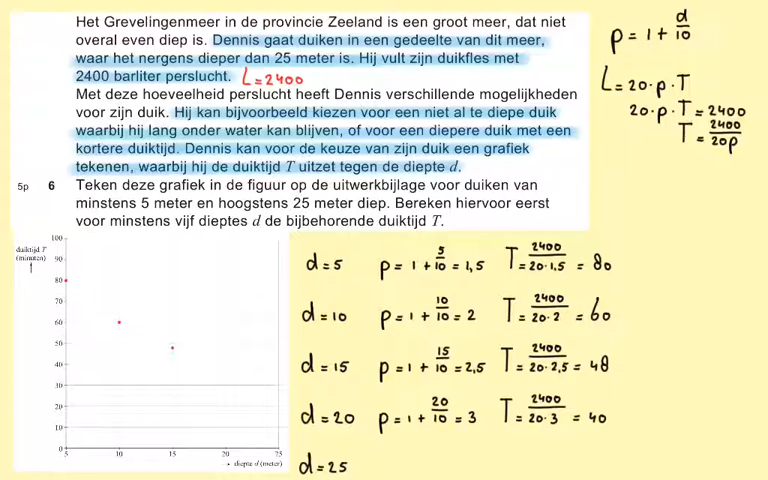 Het Grevelingenmeer in de provincie Zeeland is een groot meer, dat niet
overal even diep is. Dennis gaat duiken in een gedeelte van dit meer,
waar het nergens dieper dan 25 meter is. Hij vult zijn duikfles met
2400 barliter perslucht. L=2400
Met deze hoeveelheid perslucht heeft Dennis verschillende mogelijkheden
voor zijn duik. Hij kan bijvoorbeeld kiezen voor een niet al te diepe duik
waarbij hij lang onder water kan blijven, of voor een diepere duik met een
kortere duiktijd. Dennis kan voor de keuze van zijn duik een grafiek
tekenen, waarbij hij de duiktijd T uitzet tegen de diepte d.
5p 6 Teken deze grafiek in de figuur op de uitwerkbijlage voor duiken van
minstens 5 meter en hoogstens 25 meter diep. Bereken hiervoor eerst
voor minstens vijf dieptes d de bijbehorende duiktijd T.
p = 1 + d/10
L = 20·p·T
20·p·T = 2400
T = 2400/20p
duiktijd T
(minuten)
↑
100
90
80
70
60
50
40
30
20
10
0
5 10 15 20 25
→ diepte d (meter)
d = 5 p = 1 + 5/10 = 1,5 T = 2400/20·1,5 = 80
d = 10 p = 1 + 10/10 = 2 T = 2400/20·2 = 60
d = 15 p = 1 + 15/10 = 2,5 T = 2400/20·2,5 = 48
d = 20 p = 1 + 20/10 = 3 T = 2400/20·3 = 40
d = 25